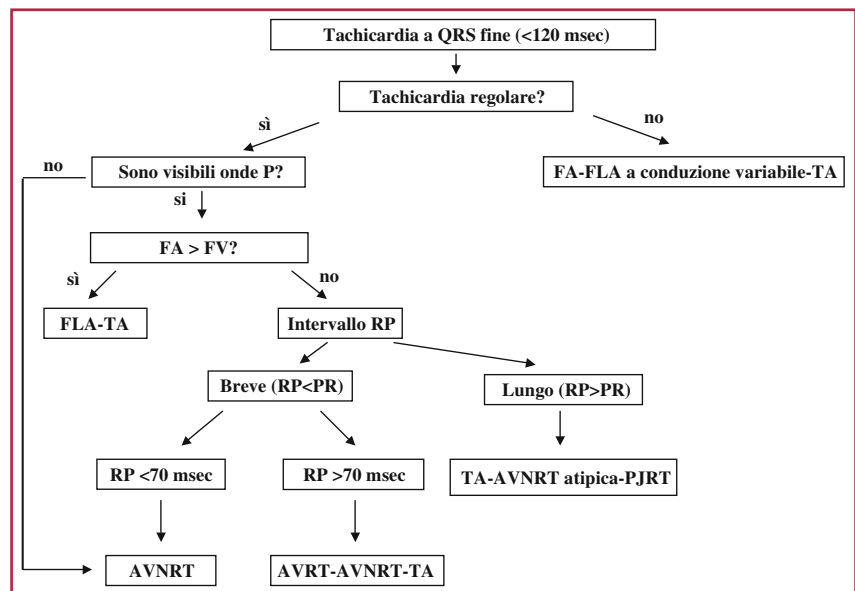 Tachicardia a QRS fine (<120 msec)
Tachicardia regolare?
sì
no
no
Sono visibili onde P?
FA-FLA a conduzione variabile-TA
si
FA > FV?
sì
no
FLA-TA
Intervallo RP
Breve (RP<PR)
Lungo (RP>PR)
RP <70 msec
RP >70 msec
TA-AVNRT atipica-PJRT
AVNRT
AVRT-AVNRT-TA